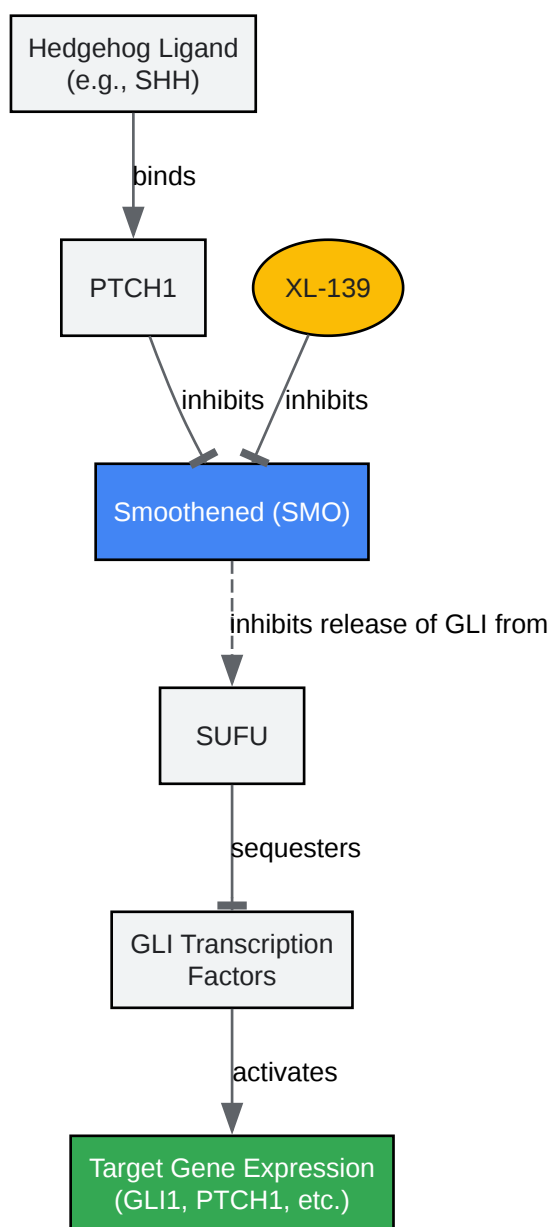 Hedgehog Ligand
(e.g., SHH)
binds
PTCH1
XL-139
inhibits
inhibits
Smoothened (SMO)
inhibits release of GLI from
SUFU
sequesters
GLI Transcription
Factors
activates
Target Gene Expression
(GLI1, PTCH1, etc.)